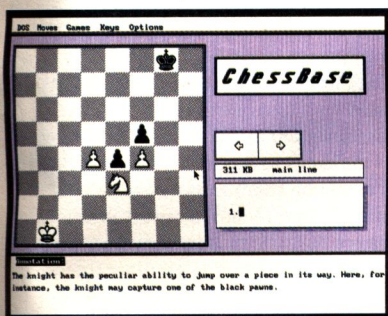 DOS Moves Games Keys Options
ChessBase
311 KB main line
1.
Annotation:
The knight has the peculiar ability to jump over a piece in its way. Here, for
instance, the knight may capture one of the black pawns.